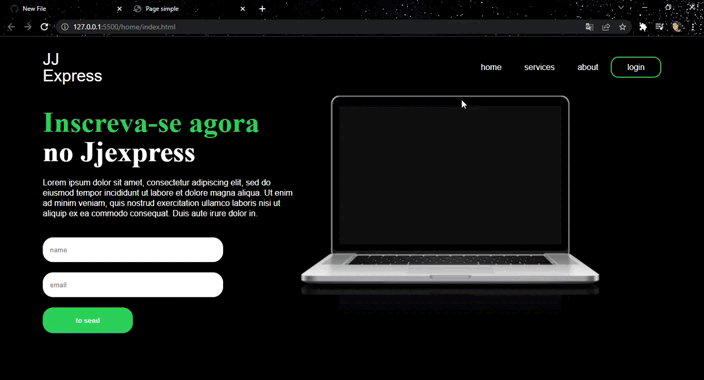 New File
Page simple
127.0.0.1:5500/home/index.html
JJ
Express
home
services
about
login
Inscreva-se agora
no Jjexpress
Lorem ipsum dolor sit amet, consectetur adipiscing elit, sed do
eiusmod tempor incididunt ut labore et dolore magna aliqua. Ut enim
ad minim veniam, quis nostrud exercitation ullamco laboris nisi ut
aliquip ex ea commodo consequat. Duis aute irure dolor in.
name
email
to send